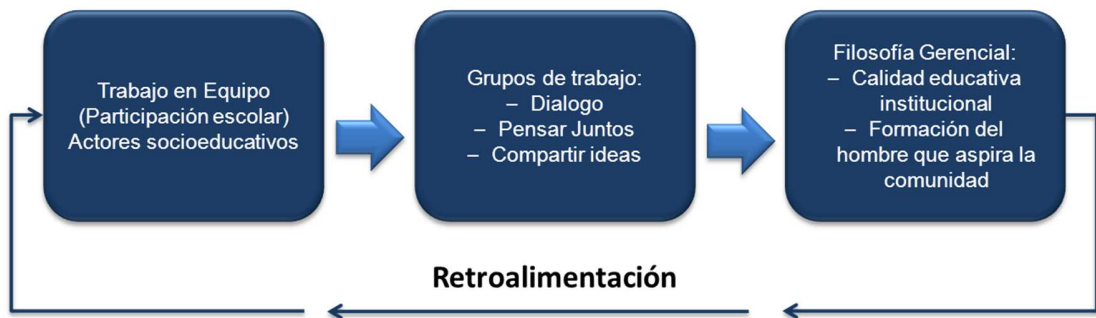 Trabajo en Equipo
(Participación escolar)
Actores socioeducativos
Grupos de trabajo:
– Dialogo
– Pensar Juntos
– Compartir ideas
Filosofía Gerencial:
– Calidad educativa
institucional
– Formación del
hombre que aspira la
comunidad
Retroalimentación